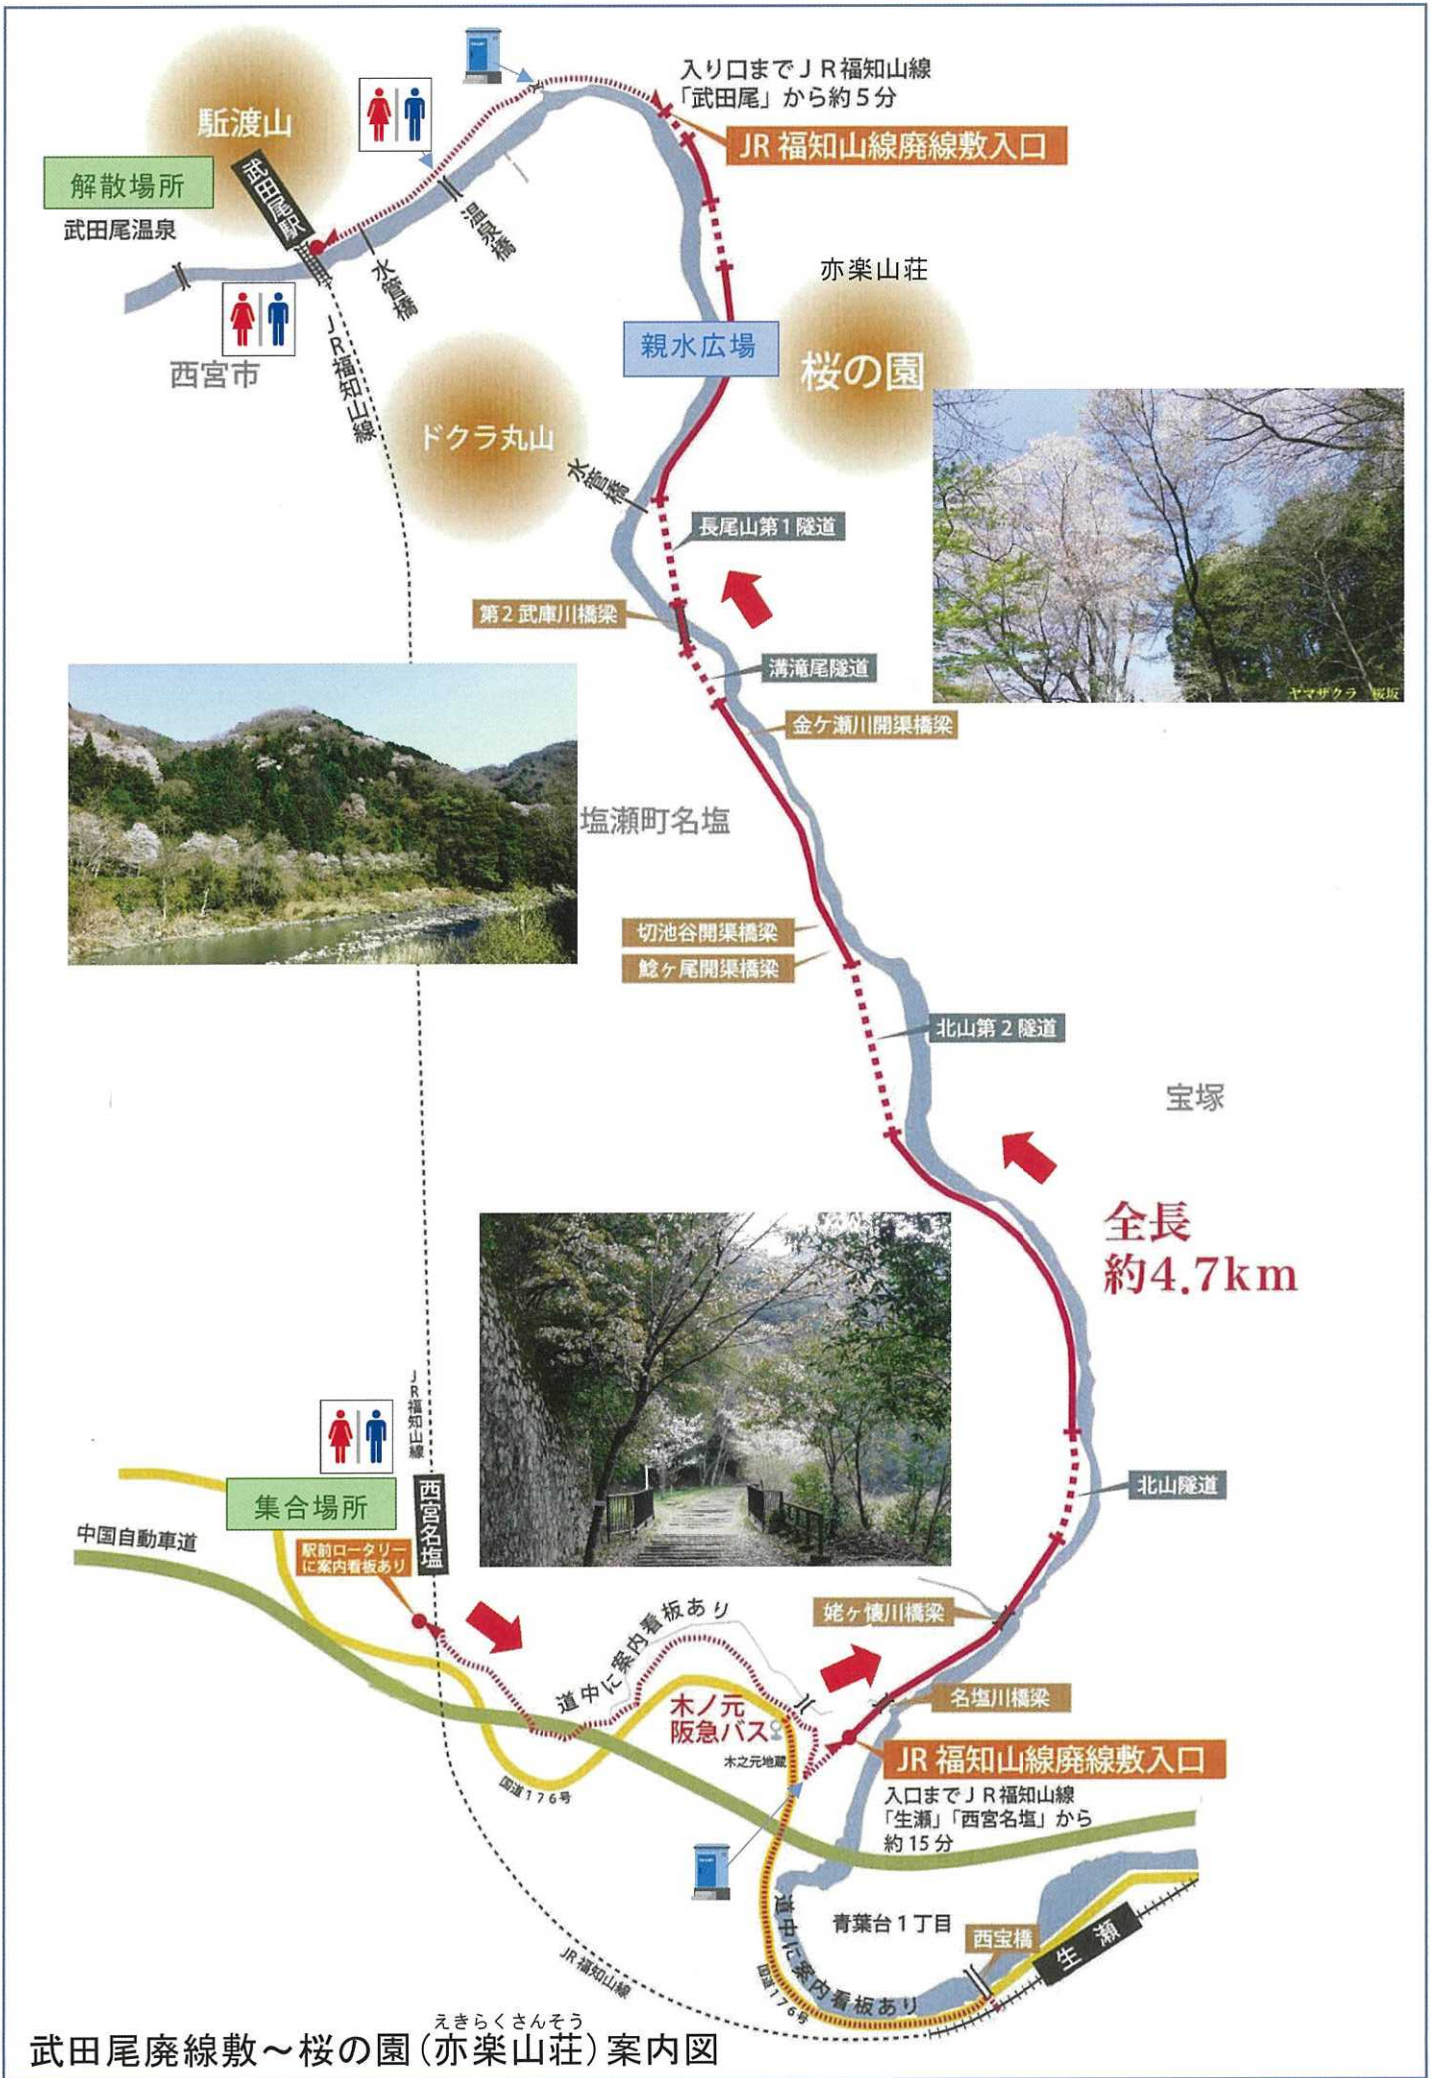 入り口までＪＲ福知山線
「武田尾」から約５分
駈渡山
JR 福知山線廃線敷入口
解散場所
武田尾駅
武田尾温泉
温泉橋
水管橋
亦楽山荘
親水広場
桜の園
JR福知山線
西宮市
ドクラ丸山
水管橋
長尾山第１隧道
第２武庫川橋梁
溝滝尾隧道
ヤマザクラ 桜坂
金ケ瀬川開渠橋梁
塩瀬町名塩
切池谷開渠橋梁
鯰ヶ尾開渠橋梁
北山第２隧道
宝塚
全長
約4.7km
JR福知山線
北山隧道
西宮名塩
集合場所
中国自動車道
駅前ロータリー
に案内看板あり
道中に案内看板あり
姥ヶ懐川橋梁
名塩川橋梁
木ノ元
阪急バス
木之元地蔵
JR 福知山線廃線敷入口
国道１７６号
入口までＪＲ福知山線
「生瀬」「西宮名塩」から
約 15 分
道中に案内看板あり
青葉台１丁目
西宝橋
生瀬
JR福知山線
176号
えきらくさんそう
武田尾廃線敷～桜の園(亦楽山荘)案内図